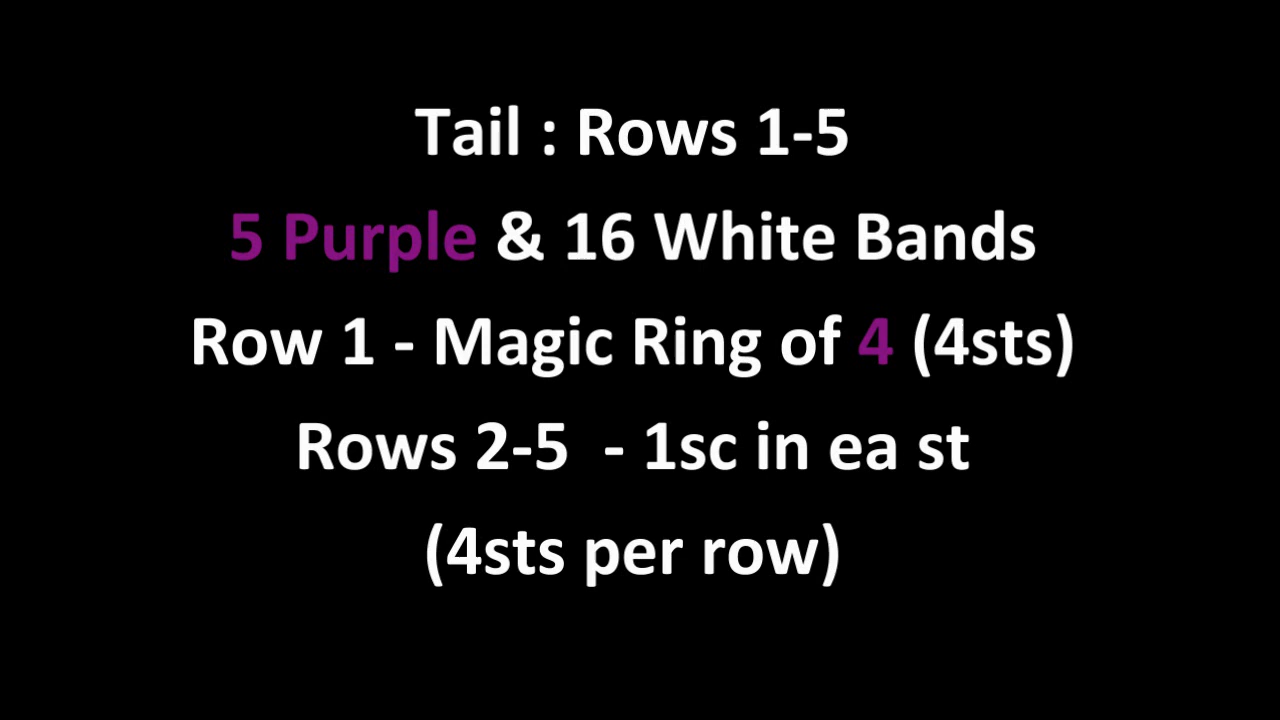 Tail : Rows 1-5
5 Purple & 16 White Bands
Row 1 - Magic Ring of 4 (4sts)
Rows 2-5  - 1sc in ea st
(4sts per row)